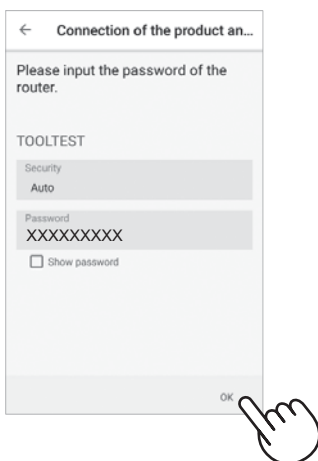 ← Connection of the product an...
Please input the password of the
router.
TOOLTEST
Security
Auto
Password
XXXXXXXXX
Show password
OK